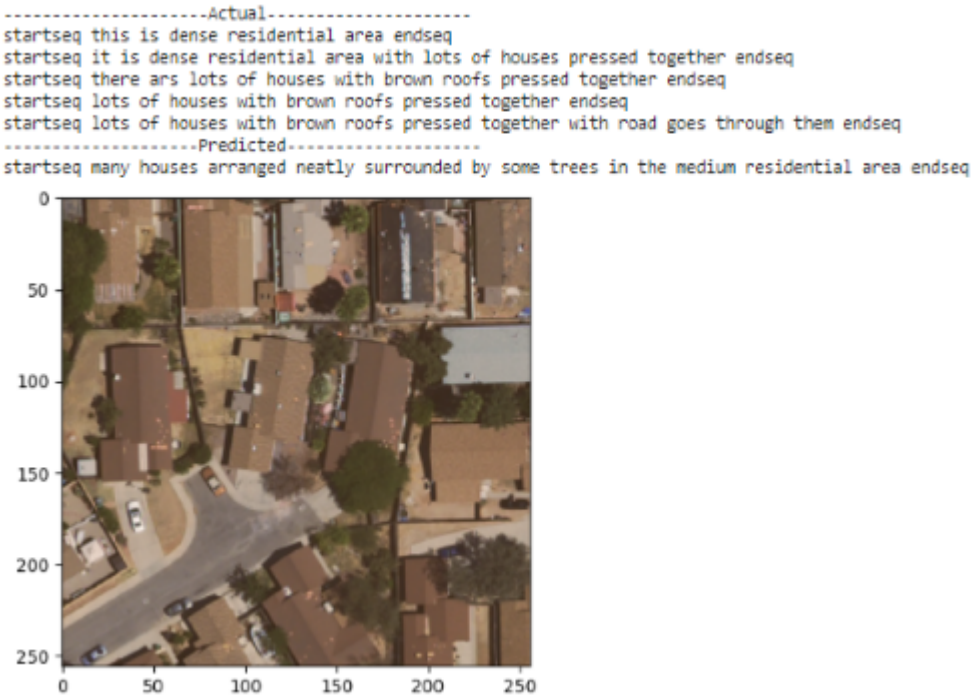 ---------------------Actual---------------------
startseq this is dense residential area endseq
startseq it is dense residential area with lots of houses pressed together endseq
startseq there ars lots of houses with brown roofs pressed together endseq
startseq lots of houses with brown roofs pressed together endseq
startseq lots of houses with brown roofs pressed together with road goes through them endseq
--------------------Predicted--------------------
startseq many houses arranged neatly surrounded by some trees in the medium residential area endseq
0
50
100
150
200
250
0 50 100 150 200 250